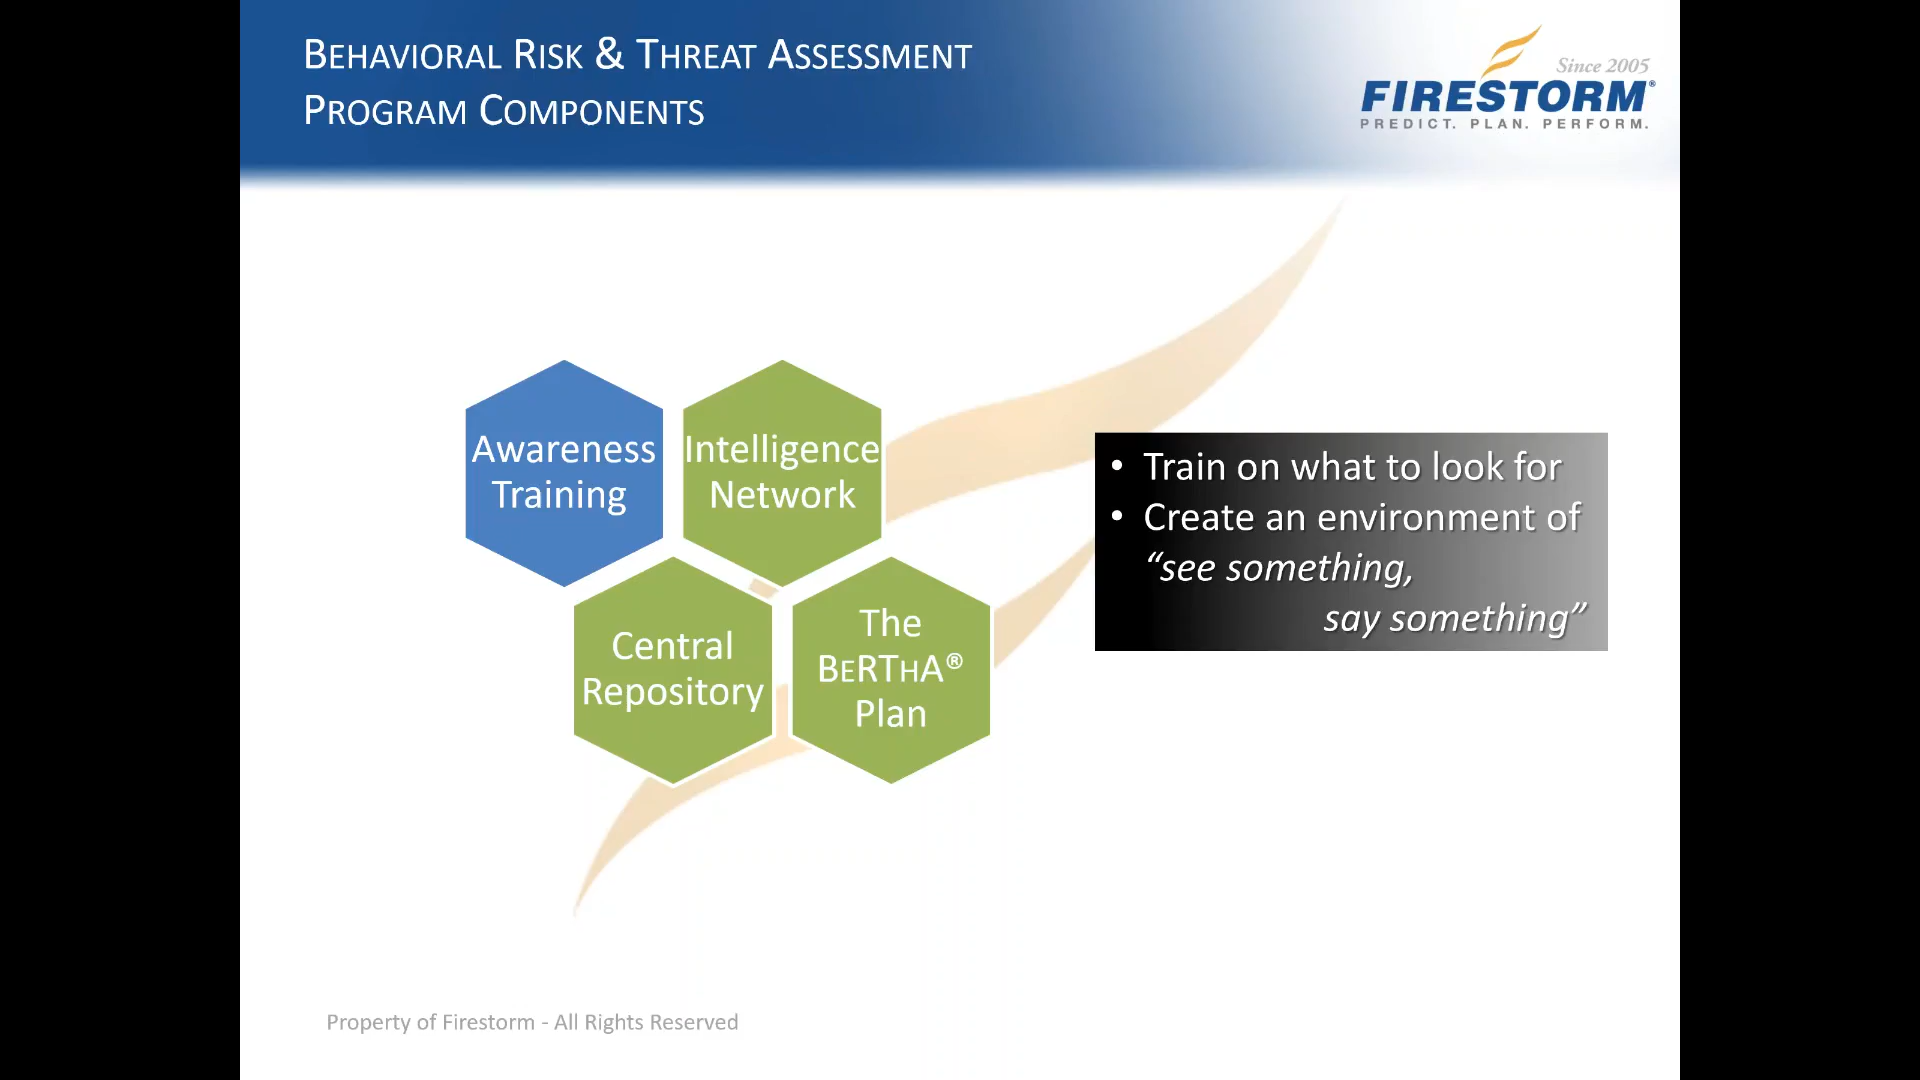 BEHAVIORAL RISK & THREAT ASSESSMENT
PROGRAM COMPONENTS
Since 2005
FIRESTORM®
PREDICT. PLAN. PERFORM.
Awareness
Training
Intelligence
Network
Central
Repository
The
BERTHA®
Plan
• Train on what to look for
• Create an environment of
“see something,
say something”
Property of Firestorm - All Rights Reserved